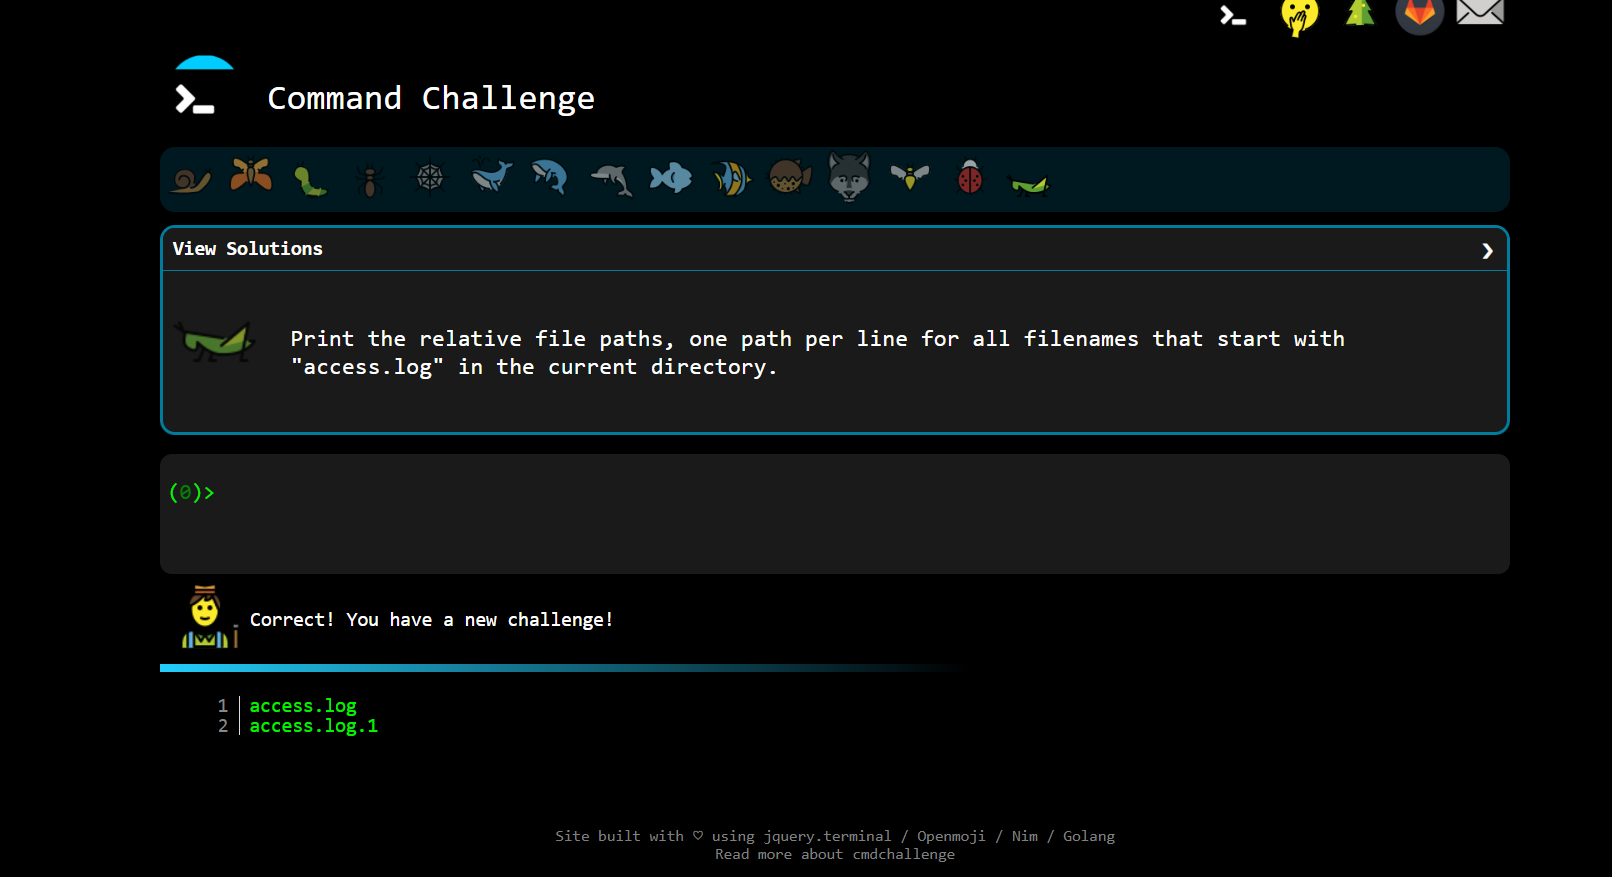 Command Challenge
View Solutions
Print the relative file paths, one path per line for all filenames that start with
"access.log" in the current directory.
(0)>
Correct! You have a new challenge!
1 access.log
2 access.log.1
Site built with ♡ using jquery.terminal / Openmoji / Nim / Golang
Read more about cmdchallenge